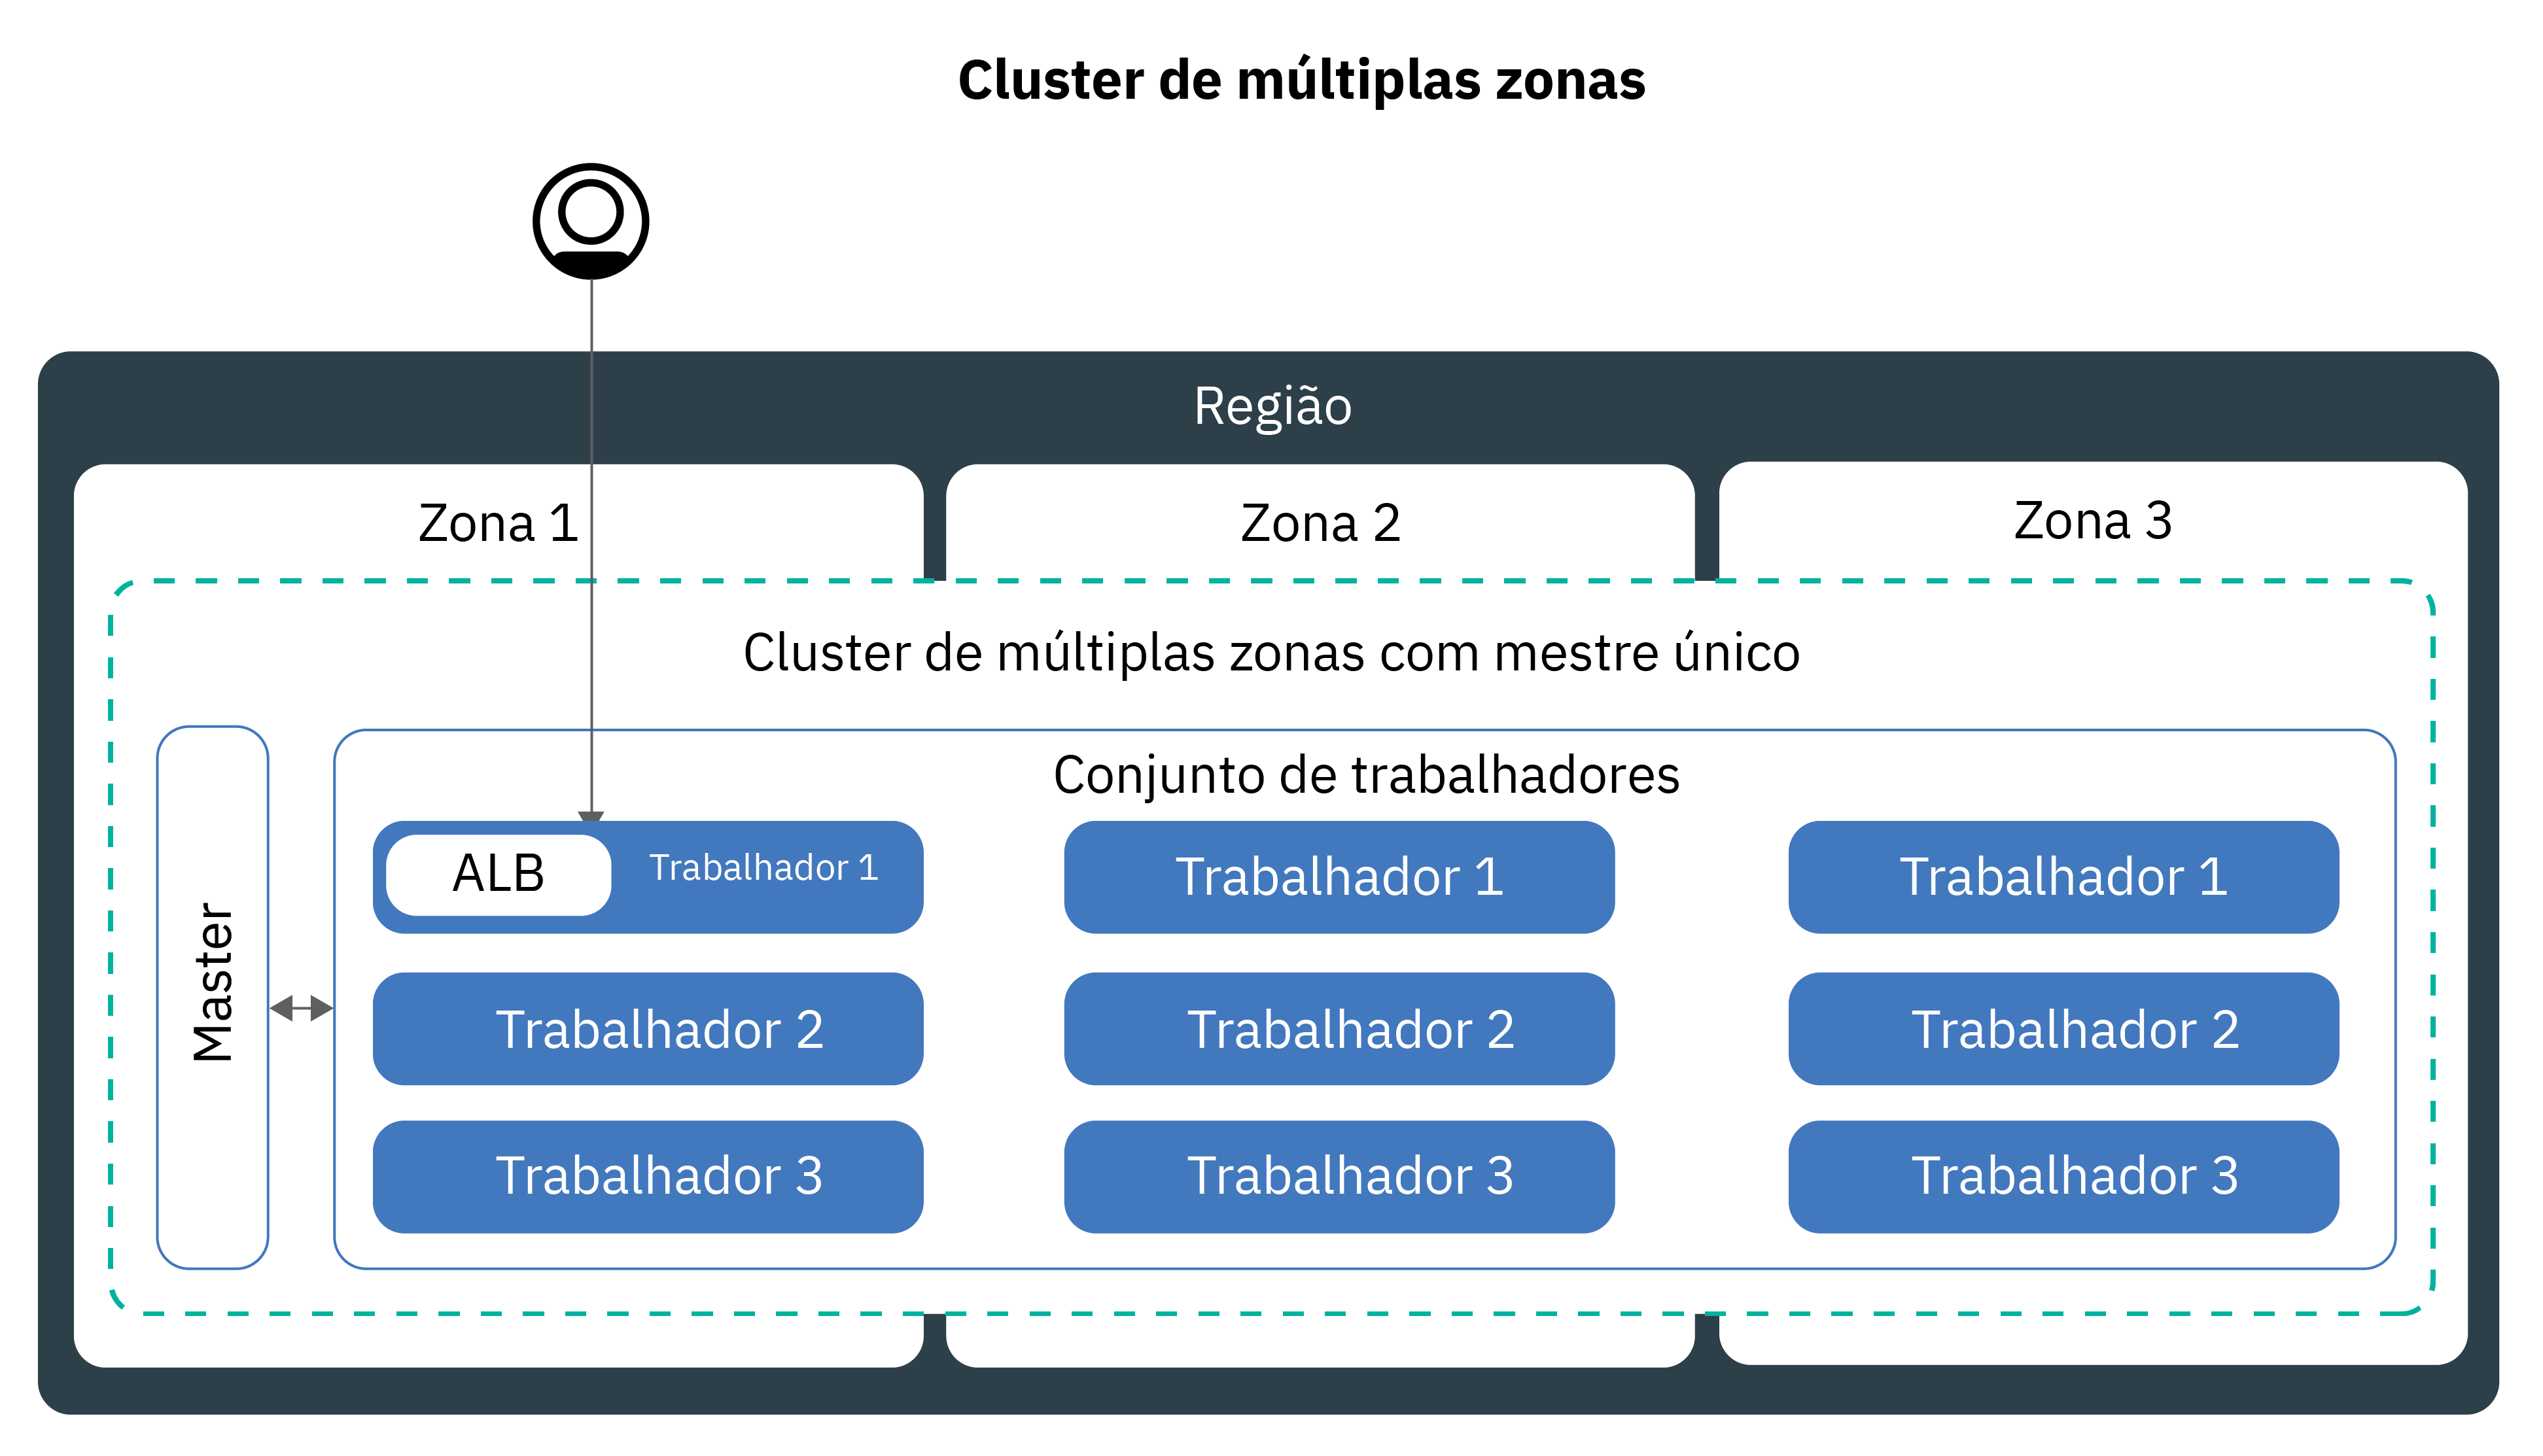 Cluster de múltiplas zonas
Região
Zona 1
Zona 2
Zona 3
Cluster de múltiplas zonas com mestre único
Master
Conjunto de trabalhadores
ALB
Trabalhador 1
Trabalhador 1
Trabalhador 1
Trabalhador 2
Trabalhador 2
Trabalhador 2
Trabalhador 3
Trabalhador 3
Trabalhador 3